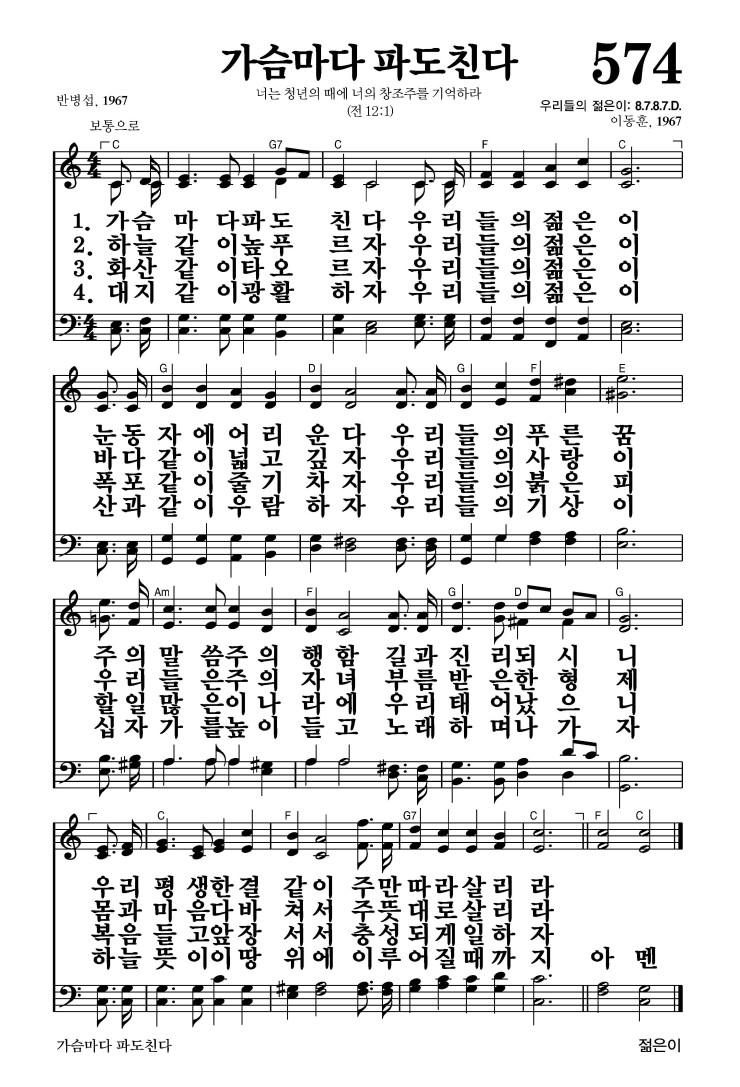 가슴마다 파도친다 574
너는 청년의 때에 너의 창조주를 기억하라
(전 12:1)
반병섭, 1967
우리들의 젊은이: 8.7.8.7.D.
이동훈, 1967
보통으로
C G7 C F C
1. 가슴 마 다파도 친다 우리들의젊은 이
2. 하늘 같 이높푸 르자 우리들의젊은 이
3. 화산 같 이타오 르자 우리들의젊은 이
4. 대지 같 이광활 하자 우리들의젊은 이
G D G F E
눈동자에어리 운다 우리들의푸른 꿈
바다같이넓고 깊자 우리들의사랑 이
폭포같이줄기 차자 우리들의붉은 피
산과같이우람 하자 우리들의기상 이
Am F G D G
주의말 씀주의 행함 길과진 리되 시 니
우리들 은주의 자녀 부름받 은한 형 제
할일많 은이나 라에 우리태 어났 으 니
십자가 를높이 들고 노래하 며나 가 자
C F G7 C F C
우리평 생한결 같이 주만따라살리 라
몸과마 음다바 쳐서 주뜻대로살리 라
복음들 고앞장 서서 충성되게일하 자
하늘뜻 이이땅 위에 이루어질때까 지 아 멘
가슴마다 파도친다 젊은이